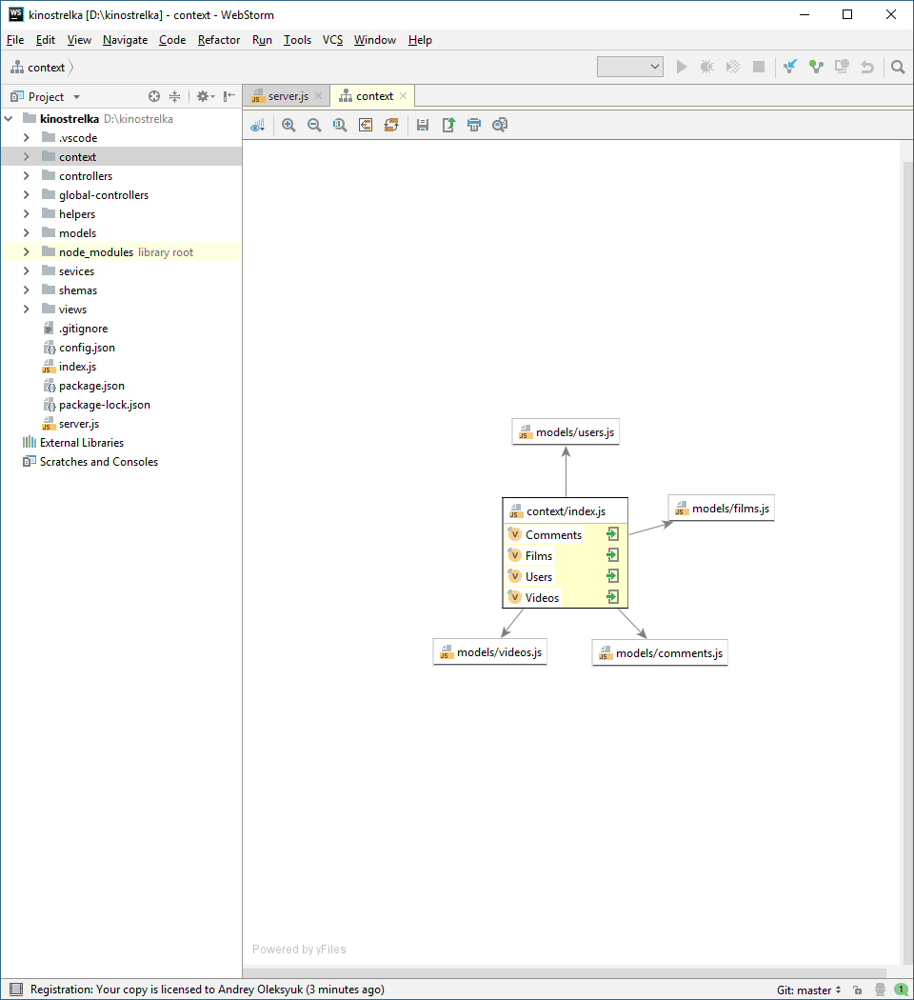 WS kinostrelka [D:\kinostrelka] - context - WebStorm
File Edit View Navigate Code Refactor Run Tools VCS Window Help
context
Project
server.js
context
kinostrelka D:\kinostrelka
.vscode
context
controllers
global-controllers
helpers
models
node_modules library root
sevices
shemas
views
.gitignore
config.json
index.js
package.json
package-lock.json
server.js
External Libraries
Scratches and Consoles
models/users.js
context/index.js
V Comments
V Films
V Users
V Videos
models/films.js
models/videos.js
models/comments.js
Powered by yFiles
Registration: Your copy is licensed to Andrey Oleksyuk (3 minutes ago)
Git: master
1